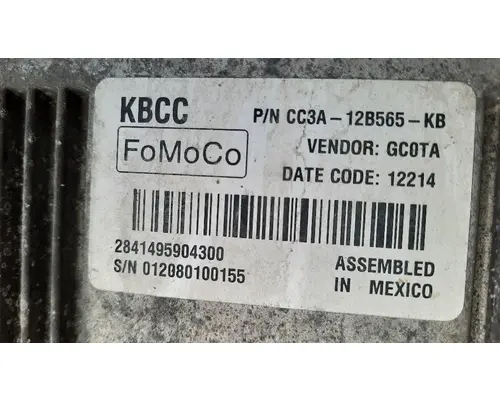 KBCC
P/N CC3A-12B565-KB
FoMoCo
VENDOR: GC0TA
DATE CODE: 12214
2841495904300
S/N 012080100155
ASSEMBLED
IN MEXICO